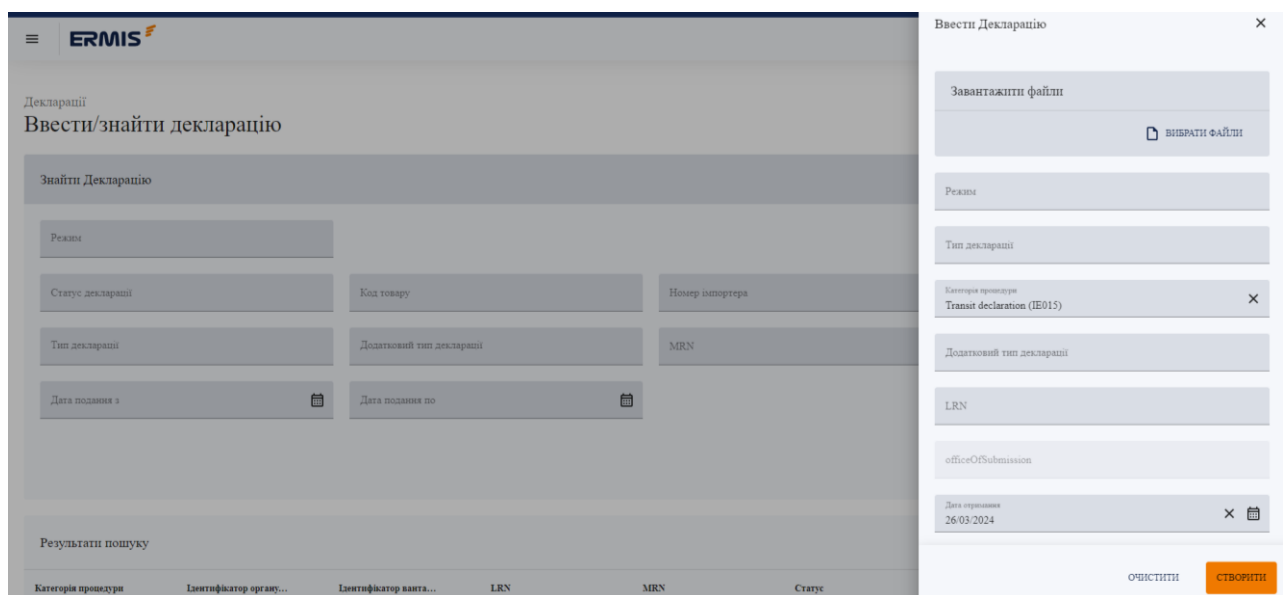 ERMIS
Декларації
Ввести/знайти декларацію
Знайти Декларацію
Режим
Статус декларації
Код товару
Номер імпортера
Тип декларації
Додатковий тип декларації
MRN
Дата подання з
Дата подання по
Результати пошуку
Категорія процедури Ідентифікатор органу... Ідентифікатор ванта... LRN MRN Статус
Ввести Декларацію
Завантажити файли
ВИБРАТИ ФАЙЛИ
Режим
Тип декларації
Категорія процедури
Transit declaration (IE015)
Додатковий тип декларації
LRN
officeOfSubmission
Дата отримання
26/03/2024
ОЧИСТИТИ
СТВОРИТИ